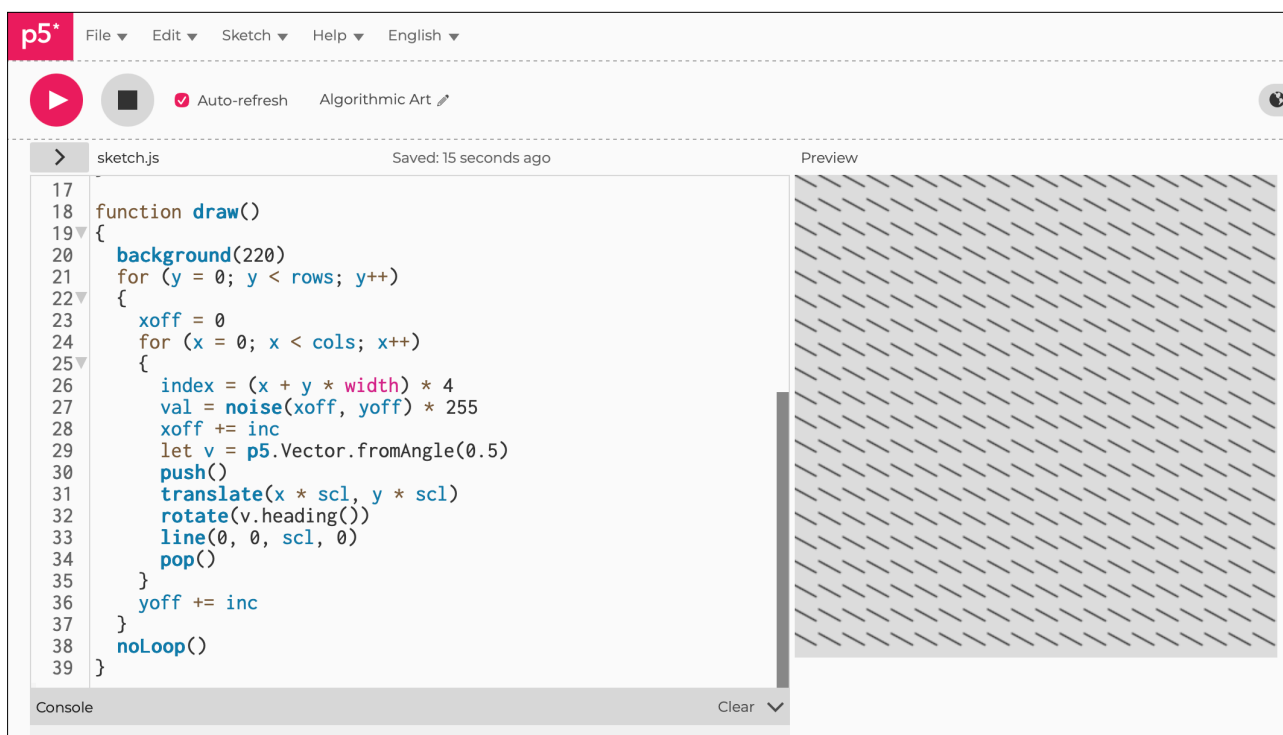 p5*
File Edit Sketch Help English
Auto-refresh Algorithmic Art
sketch.js Saved: 15 seconds ago Preview
17
18 function draw()
19 {
20 background(220)
21 for (y = 0; y < rows; y++)
22 {
23 xoff = 0
24 for (x = 0; x < cols; x++)
25 {
26 index = (x + y * width) * 4
27 val = noise(xoff, yoff) * 255
28 xoff += inc
29 let v = p5.Vector.fromAngle(0.5)
30 push()
31 translate(x * scl, y * scl)
32 rotate(v.heading())
33 line(0, 0, scl, 0)
34 pop()
35 }
36 yoff += inc
37 }
38 noLoop()
39 }
Console Clear